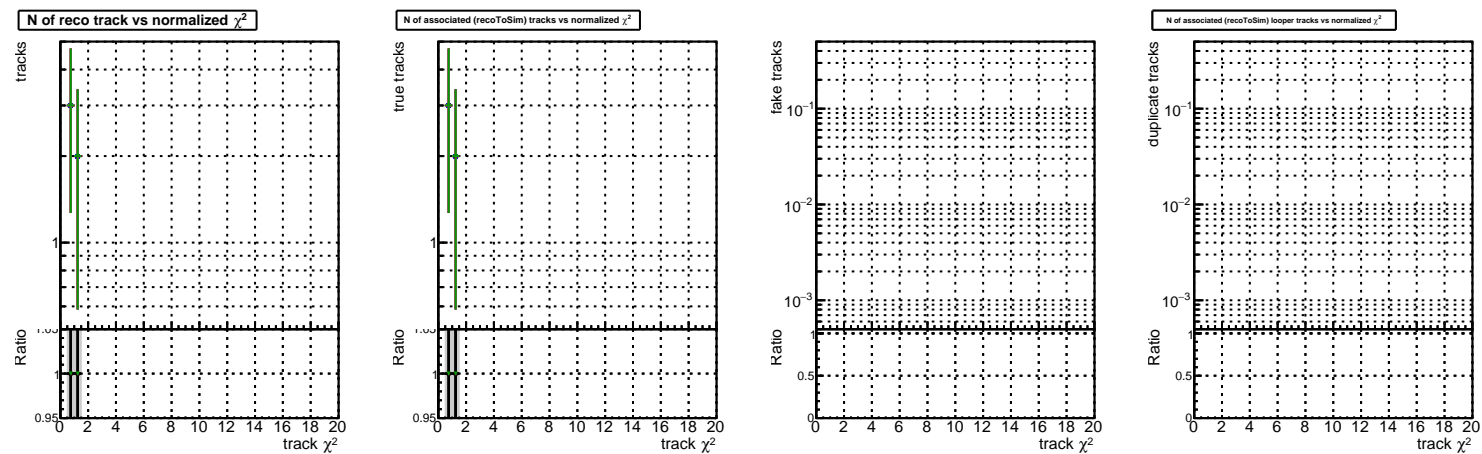 N of reco track vs normalized χ²
tracks
1
Ratio
1.05
1
0.95
0 2 4 6 8 10 12 14 16 18 20
track χ²
N of associated (recoToSim) tracks vs normalized χ²
true tracks
1
Ratio
1.05
1
0.95
0 2 4 6 8 10 12 14 16 18 20
track χ²
fake tracks
10⁻¹
10⁻²
10⁻³
Ratio
1
0.5
0
0 2 4 6 8 10 12 14 16 18 20
track χ²
N of associated (recoToSim) looper tracks vs normalized χ²
duplicate tracks
10⁻¹
10⁻²
10⁻³
Ratio
1
0.5
0
0 2 4 6 8 10 12 14 16 18 20
track χ²